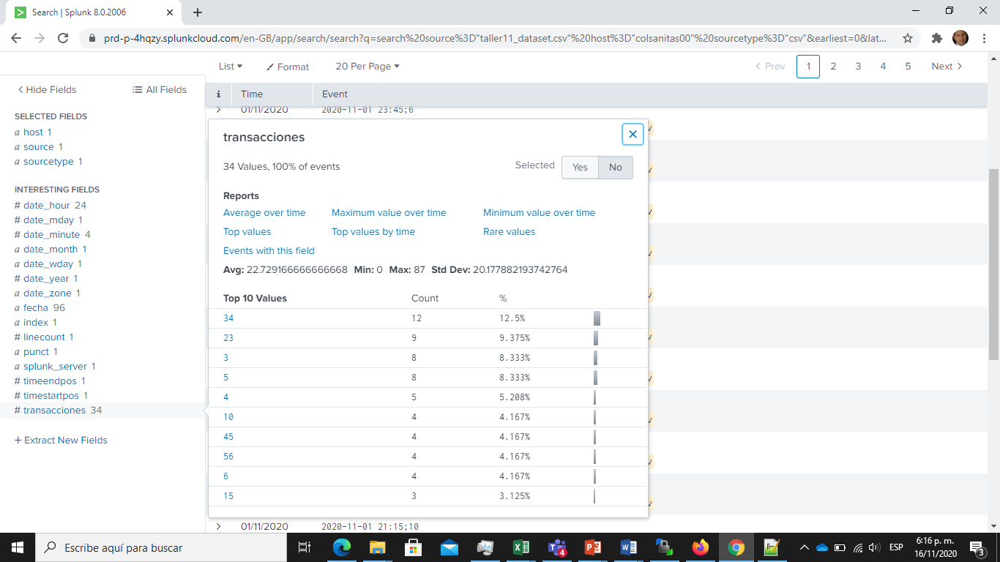 Search | Splunk 8.0.2006
prd-p-4hqzy.splunkcloud.com/en-GB/app/search/search?q=search%20source%3D"taller11_dataset.csv"%20host%3D"colsanitas00"%20sourcetype%3D"csv"&earliest=0&lat...
List Format 20 Per Page Prev 1 2 3 4 5 Next
Hide Fields All Fields
i Time Event
SELECTED FIELDS
a host 1
a source 1
a sourcetype 1
INTERESTING FIELDS
# date_hour 24
# date_mday 1
# date_minute 4
a date_month 1
a date_wday 1
# date_year 1
a date_zone 1
a fecha 96
a index 1
# linecount 1
a punct 1
a splunk_server 1
# timeendpos 1
# timestartpos 1
# transacciones 34
+ Extract New Fields
01/11/2020 2020-11-01 23:45;6
transacciones
34 Values, 100% of events
Selected Yes No
Reports
Average over time Maximum value over time Minimum value over time
Top values Top values by time Rare values
Events with this field
Avg: 22.729166666666668 Min: 0 Max: 87 Std Dev: 20.177882193742764
Top 10 Values Count %
34 12 12.5%
23 9 9.375%
3 8 8.333%
5 8 8.333%
4 5 5.208%
10 4 4.167%
45 4 4.167%
56 4 4.167%
6 4 4.167%
15 3 3.125%
01/11/2020 2020-11-01 21:15;10
Escribe aquí para buscar
4
ESP
6:16 p. m.
16/11/2020
3